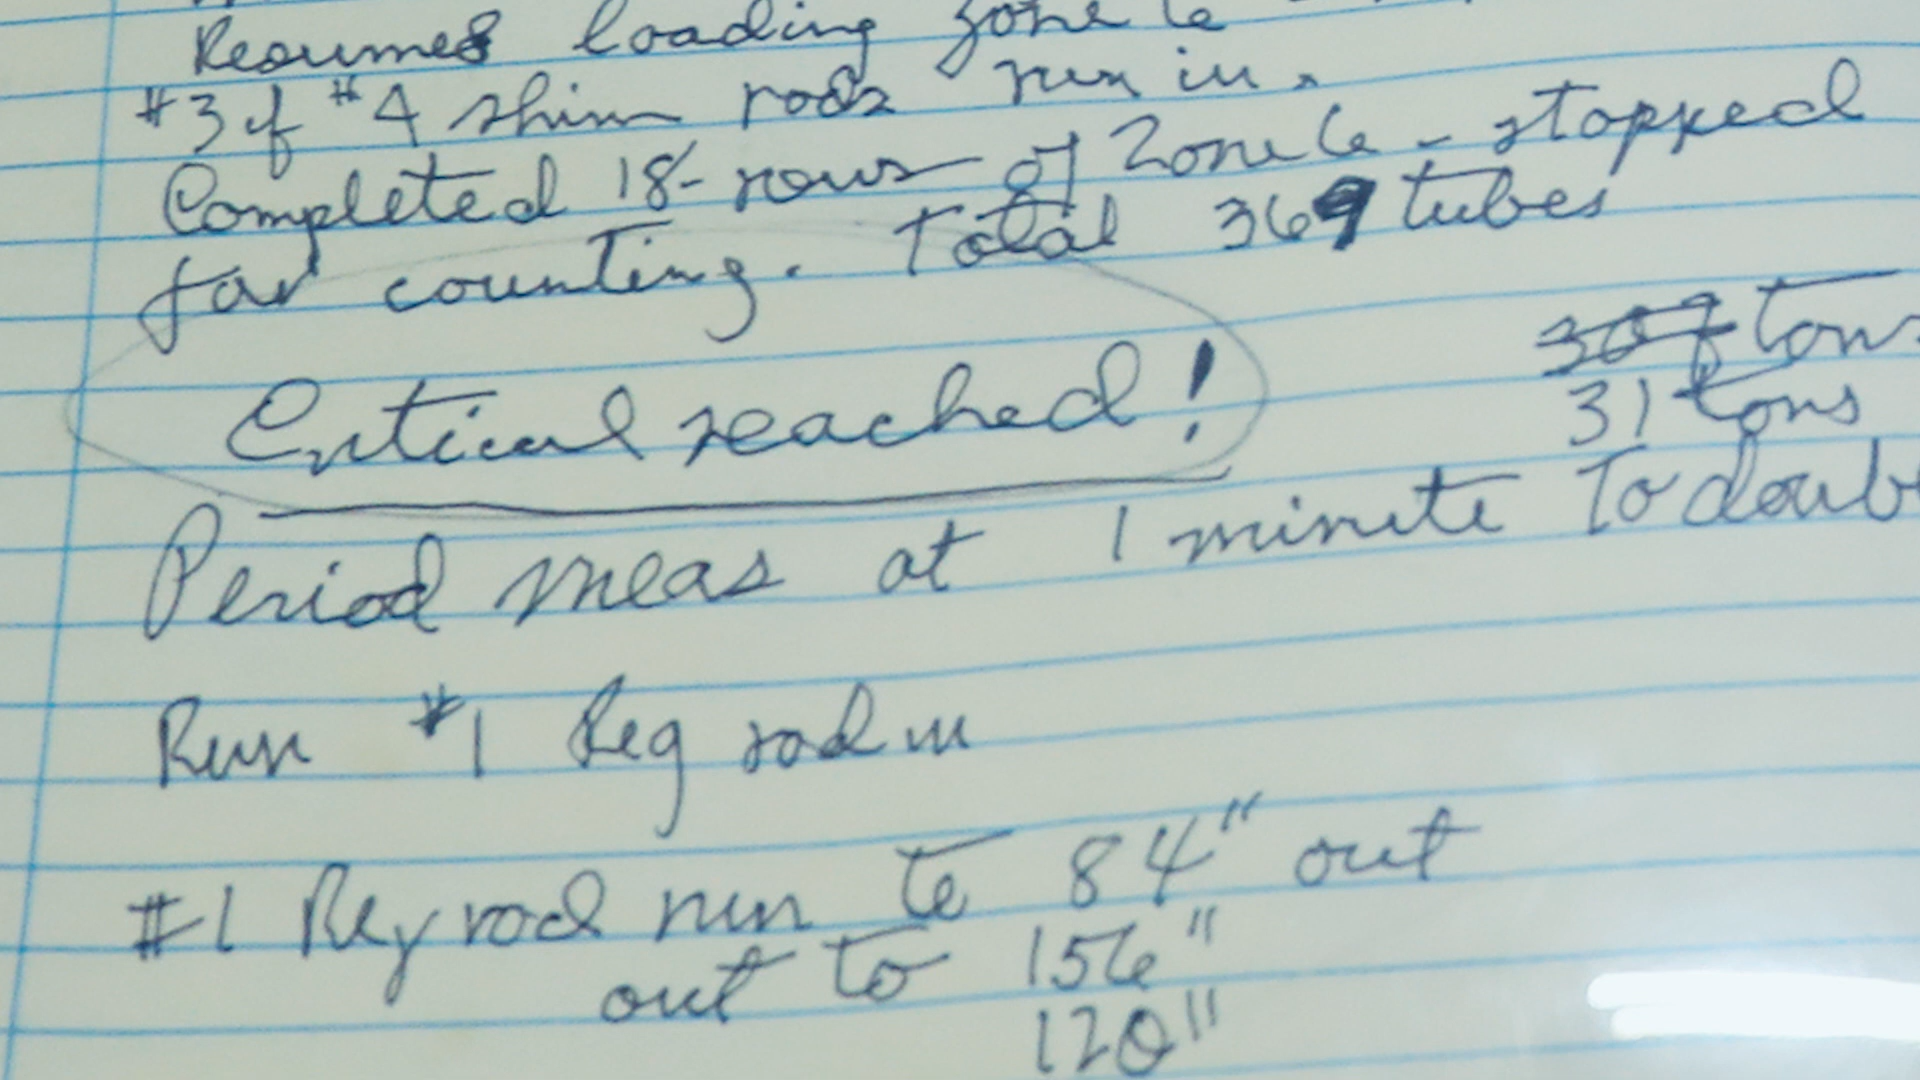 Resumed loading zone 6
#3 & #4 shim rods run in.
Completed 18 rows of Zone 6 - stopped
for counting. Total 369 tubes
tons
Critical reached!
31 tons
Period meas at 1 minute to doub
Run #1 Reg rod in
#1 Reg rod run to 84" out
out to 156"
120"